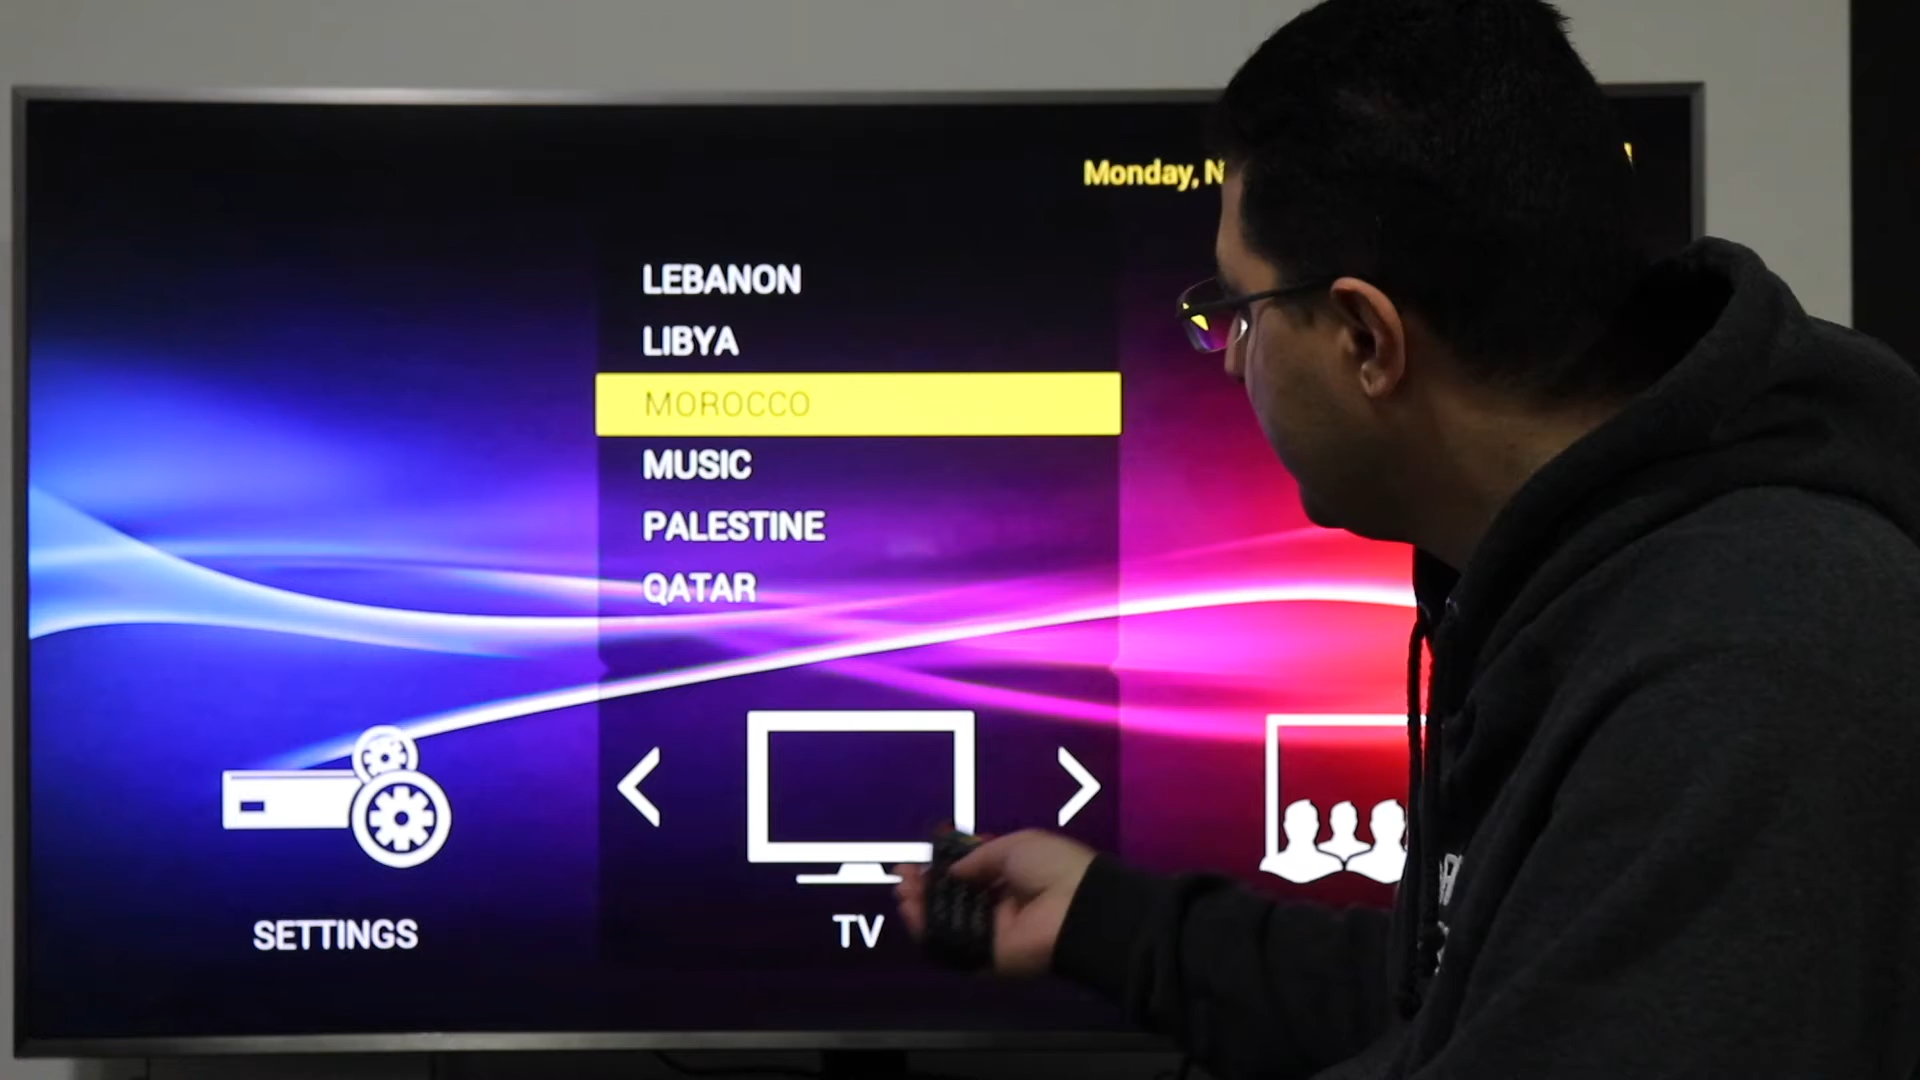 Monday, N
LEBANON
LIBYA
MOROCCO
MUSIC
PALESTINE
QATAR
SETTINGS
TV